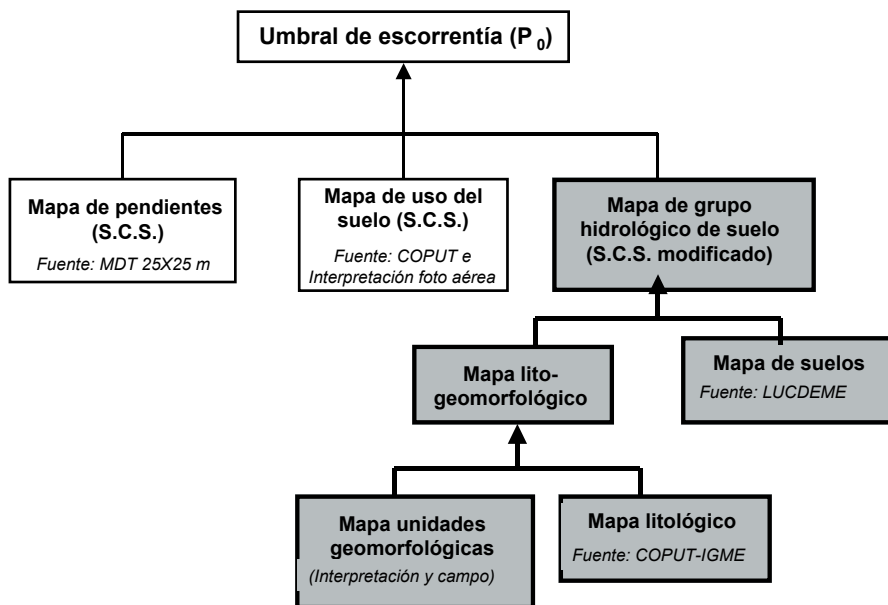 Umbral de escorrentía (P 0)
Mapa de pendientes
(S.C.S.)
Fuente: MDT 25X25 m
Mapa de uso del
suelo (S.C.S.)
Fuente: COPUT e
Interpretación foto aérea
Mapa de grupo
hidrológico de suelo
(S.C.S. modificado)
Mapa lito-
geomorfológico
Mapa de suelos
Fuente: LUCDEME
Mapa unidades
geomorfológicas
(Interpretación y campo)
Mapa litológico
Fuente: COPUT-IGME